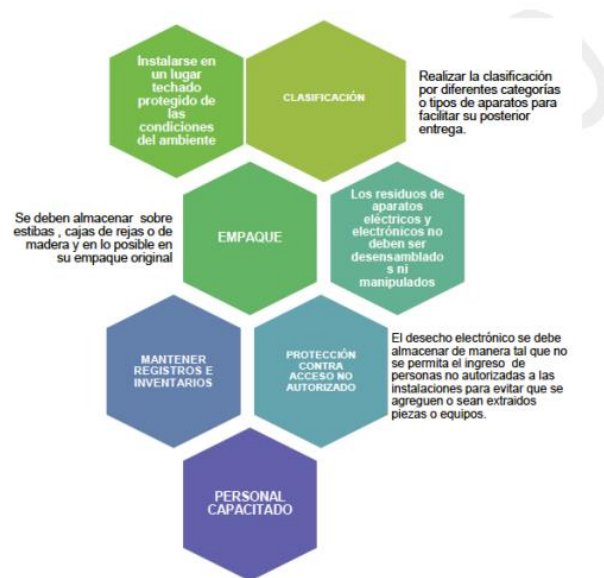 Instalarse en
un lugar
techado
protegido de
las
condiciones
del ambiente
CLASIFICACIÓN
Realizar la clasificación
por diferentes categorías
o tipos de aparatos para
facilitar su posterior
entrega.
Se deben almacenar sobre
estibas , cajas de rejas o de
madera y en lo posible en
su empaque original
EMPAQUE
Los residuos de
aparatos
eléctricos y
electrónicos no
deben ser
desensamblado
s ni
manipulados
MANTENER
REGISTROS E
INVENTARIOS
PROTECCIÓN
CONTRA
ACCESO NO
AUTORIZADO
El desecho electrónico se debe
almacenar de manera tal que no
se permita el ingreso de
personas no autorizadas a las
instalaciones para evitar que se
agreguen o sean extraidos
piezas o equipos.
PERSONAL
CAPACITADO